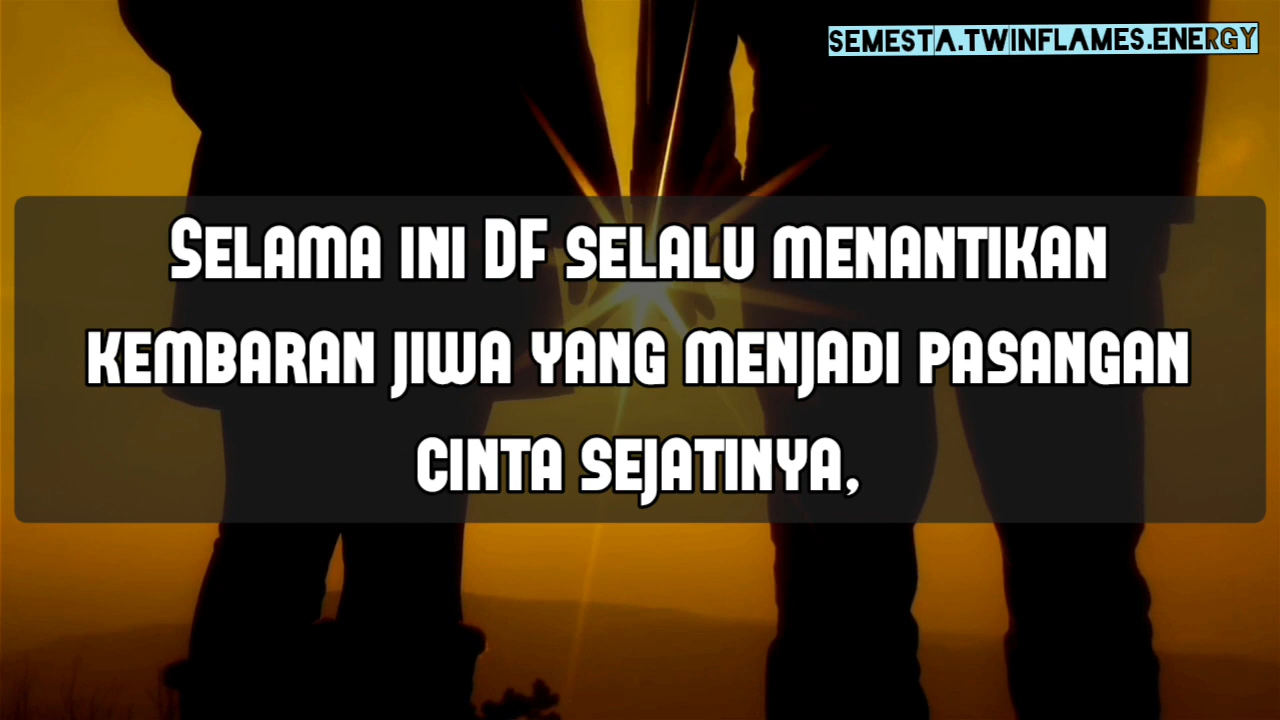 SEMESTA.TWINFLAMES.ENERGY
Selama ini DF selalu menantikan
kembaran jiwa yang menjadi pasangan
cinta sejatinya,